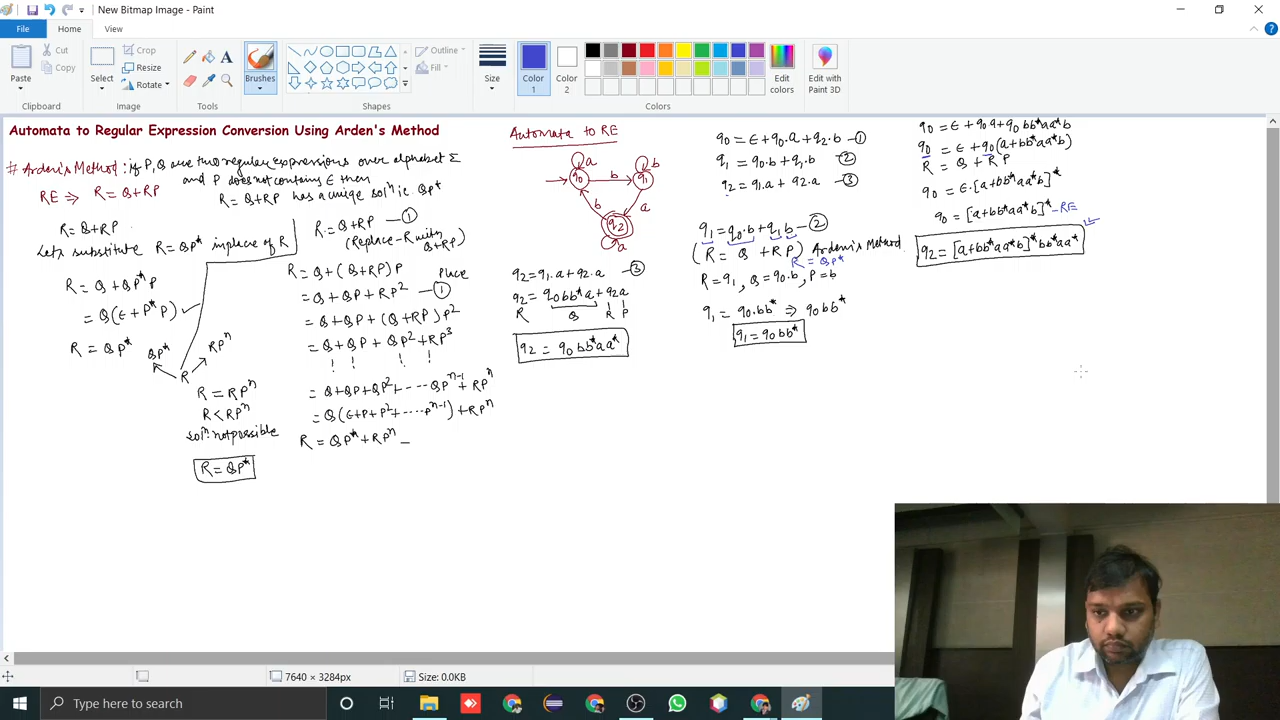 New Bitmap Image - Paint
File
Home
View
Paste
Cut
Copy
Clipboard
Select
Crop
Resize
Rotate
Image
Tools
Brushes
Shapes
Outline
Fill
Size
Color 1
Color 2
Edit colors
Colors
Edit with Paint 3D
Automata to Regular Expression Conversion Using Arden's Method
# Arden's Method : if P, Q are two regular expressions over alphabet Σ
and P does not contains ∈ then
RE ⇒ R = Q + RP
R = Q+RP has a unique solⁿ i.e. QP*
R = Q+RP
Lets substitute R = QP* inplace of R
R = Q + QP*P
= Q(∈ + P*P)
R = QP*
QP*
RPⁿ
R
R = RPⁿ
R < RPⁿ
solⁿ not possible
R = QP*
R = Q+RP — ①
(Replace - R with Q+RP)
R = Q + (Q+RP) P
Place
= Q + QP + RP² — ①
= Q + QP + (Q+RP) P²
= Q + QP + QP² + RP³
= Q+QP+QP²+ ---- QPⁿ⁻¹ + RPⁿ
= Q(∈+P+P²+ ----- Pⁿ⁻¹) + RPⁿ
R = QP* + RPⁿ —
Automata to RE
a
b
q0
b
q1
b
a
q2
a
q2 = q1.a + q2.a — ③
q2 = q0bb*a + q2a
R Q R P
q2 = q0bb*aa*
q0 = ∈ + q0.a + q2.b — ①
q1 = q0.b + q1.b ②
q2 = q1.a + q2.a — ③
q1 = q0.b + q1b — ②
(R = Q + RP) Arden's Method
R = QP*
R = q1, Q = q0.b, P = b
q1 = q0.bb* ⇒ q0bb*
q1 = q0bb*
q0 = ∈ + q0a + q0bb*aa*b
q0 = ∈ + q0(a+bb*aa*b)
R = Q + RP
q0 = ∈.[a+bb*aa*b]*
q0 = [a+bb*aa*b]* - RE
q2 = [a+bb*aa*b]*bb*aa*
7640 × 3284px
Size: 0.0KB
Type here to search